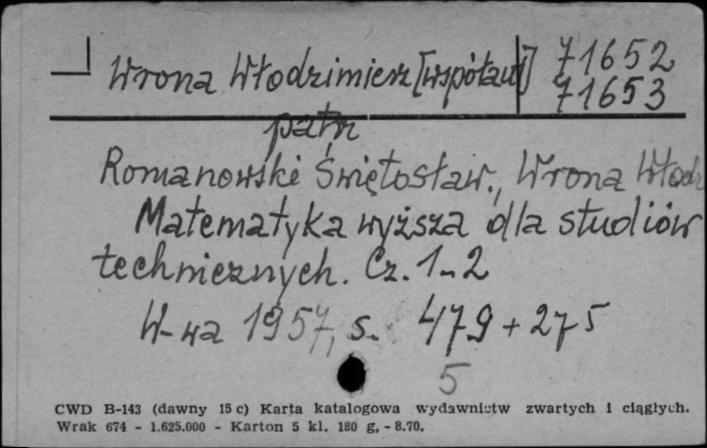 Wrona Włodzimierz [współaut] 71652
71653
patrz
Romanowski Świętosław., Wrona Włodz
Matematyka wyższa dla studiów
technicznych. Cz. 1-2
W-wa 1957, s. 479 + 275
5
CWD B-143 (dawny 15 c) Karta katalogowa wydawnictw zwartych i ciągłych.
Wrak 674 - 1.625.000 - Karton 5 kl. 180 g, - 8.70.